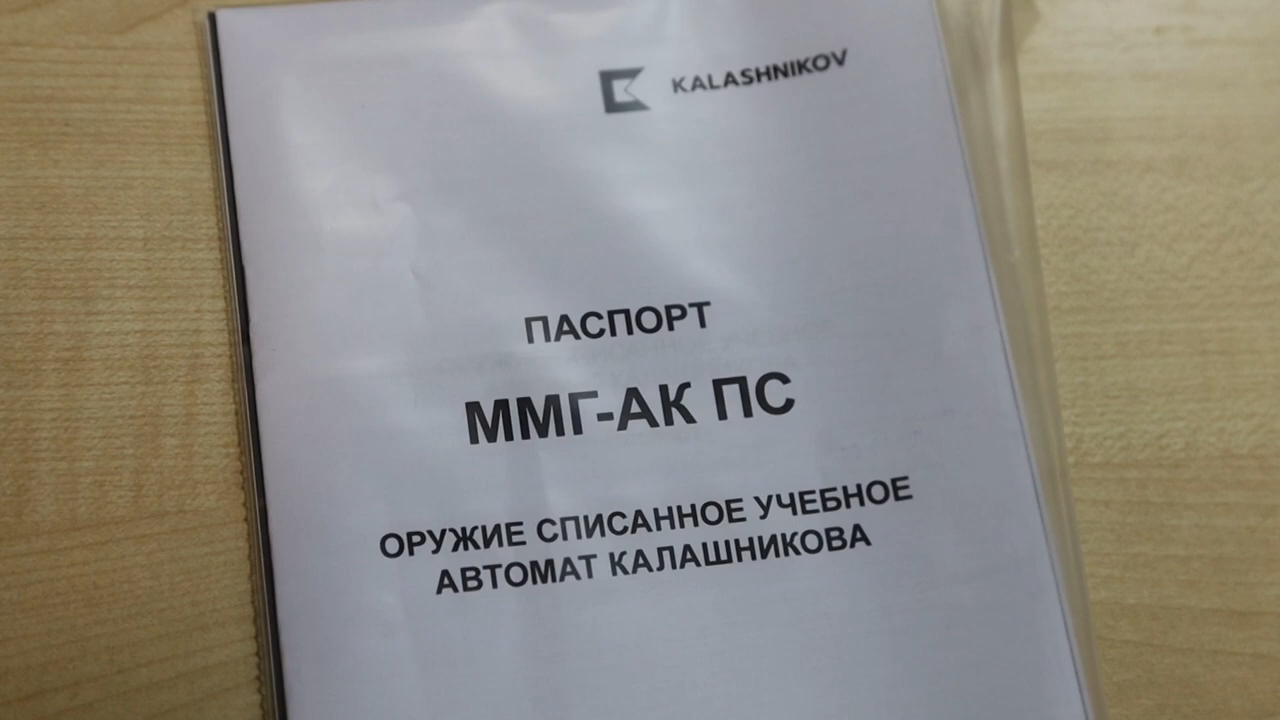 KALASHNIKOV
ПАСПОРТ
ММГ-АК ПС
ОРУЖИЕ СПИСАННОЕ УЧЕБНОЕ
АВТОМАТ КАЛАШНИКОВА